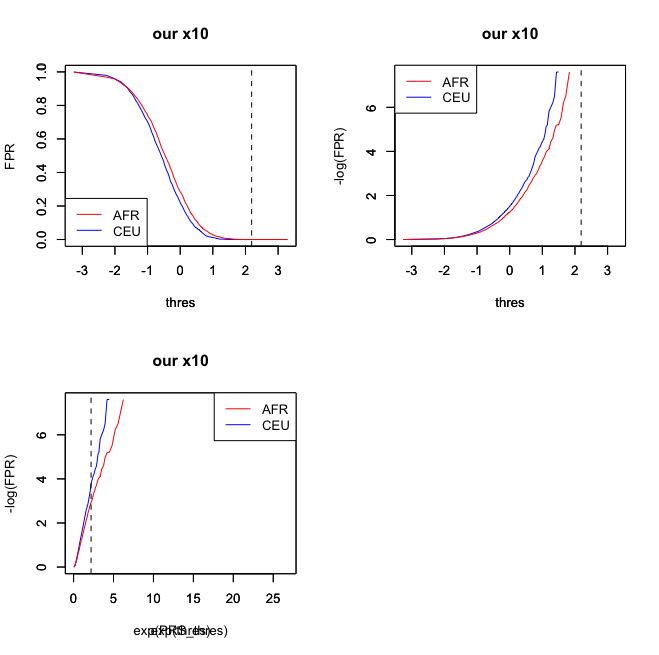 our x10
FPR
1.0
0.8
0.6
0.4
0.2
0.0
AFR
CEU
-3 -2 -1 0 1 2 3
thres
our x10
-log(FPR)
6
4
2
0
AFR
CEU
-3 -2 -1 0 1 2 3
thres
our x10
-log(FPR)
6
4
2
0
AFR
CEU
0 5 10 15 20 25